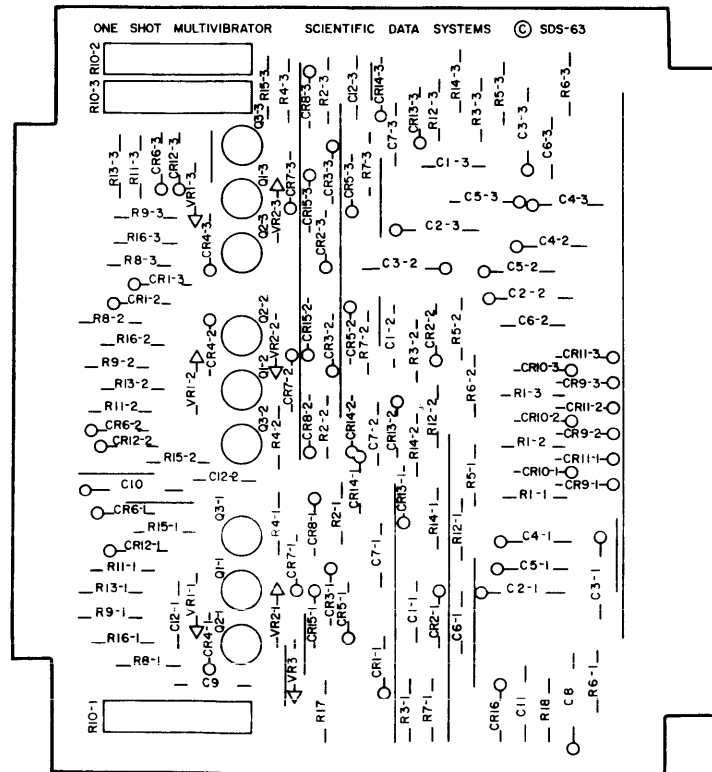 ONE SHOT MULTIVIBRATOR SCIENTIFIC DATA SYSTEMS © SDS-63
R10-2
R10-3
Q3-3
R15-3
R4-3
CR8-3
R2-3
C12-3
CR14-3
C7-3
CR13-3
R12-3
R14-3
R3-3
R5-3
C3-3
C6-3
R6-3
R13-3
R11-3
CR6-3
CR12-3
VR1-3
Q1-3
VR2-3
CR7-3
CR15-3
CR3-3
CR5-3
R7-3
C1-3
C5-3
C4-3
R9-3
R16-3
R8-3
CR4-3
Q2-3
CR2-3
C2-3
C4-2
C3-2
C5-2
CR1-3
CR1-2
C2-2
R8-2
R16-2
R9-2
R13-2
R11-2
CR6-2
CR12-2
R15-2
CR4-2
VR1-2
Q2-2
Q1-2
Q3-2
VR2-2
CR7-2
R4-2
CR15-2
CR3-2
CR8-2
R2-2
CR5-2
R7-2
CR14-2
C7-2
C1-2
R3-2
CR2-2
R5-2
CR13-2
R12-2
R14-2
R6-2
C6-2
CR11-3
CR10-3
CR9-3
R1-3
CR11-2
CR10-2
CR9-2
R1-2
CR11-1
CR10-1
CR9-1
R1-1
C12-2
C10
CR6-1
R15-1
CR12-1
R11-1
R13-1
R9-1
R16-1
R8-1
C12-1
VR1-1
CR4-1
C9
Q3-1
Q1-1
Q2-1
R4-1
CR7-1
VR2-1
VR3
CR8-1
R2-1
CR14-1
CR15-1
CR3-1
CR5-1
C7-1
CR13-1
R14-1
R12-1
R5-1
C1-1
CR2-1
C6-1
C4-1
C5-1
C2-1
C3-1
CR1-1
R10-1
R17
R3-1
R7-1
CR16
C11
R18
C8
R6-1